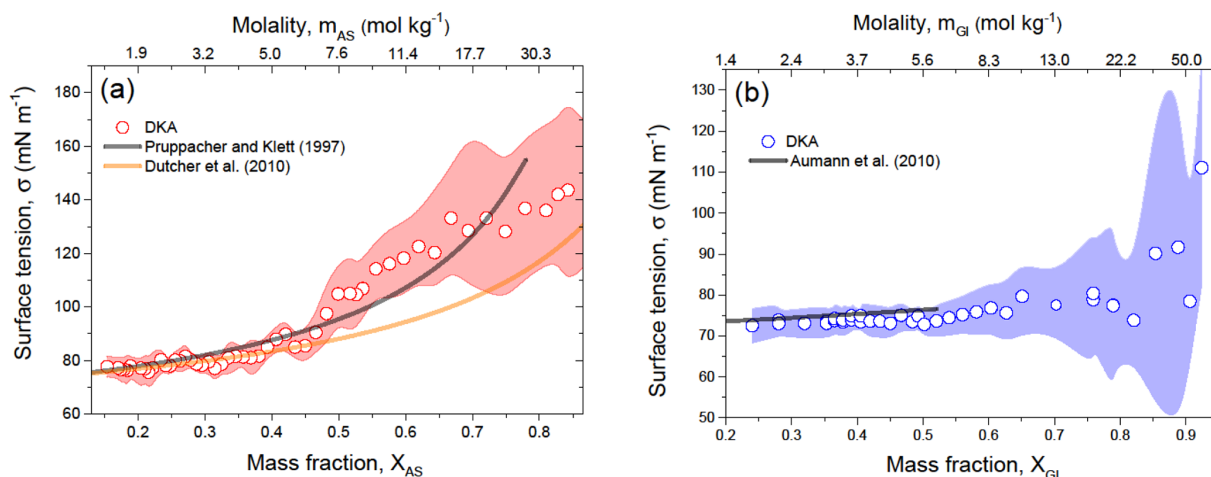 Molality, m_AS (mol kg⁻¹)
1.9 3.2 5.0 7.6 11.4 17.7 30.3
(a)
DKA
Pruppacher and Klett (1997)
Dutcher et al. (2010)
Surface tension, σ (mN m⁻¹)
180
160
140
120
100
80
60
0.2 0.3 0.4 0.5 0.6 0.7 0.8
Mass fraction, X_AS
Molality, m_Gl (mol kg⁻¹)
1.4 2.4 3.7 5.6 8.3 13.0 22.2 50.0
(b)
DKA
Aumann et al. (2010)
Surface tension, σ (mN m⁻¹)
130
120
110
100
90
80
70
60
50
0.2 0.3 0.4 0.5 0.6 0.7 0.8 0.9
Mass fraction, X_GL